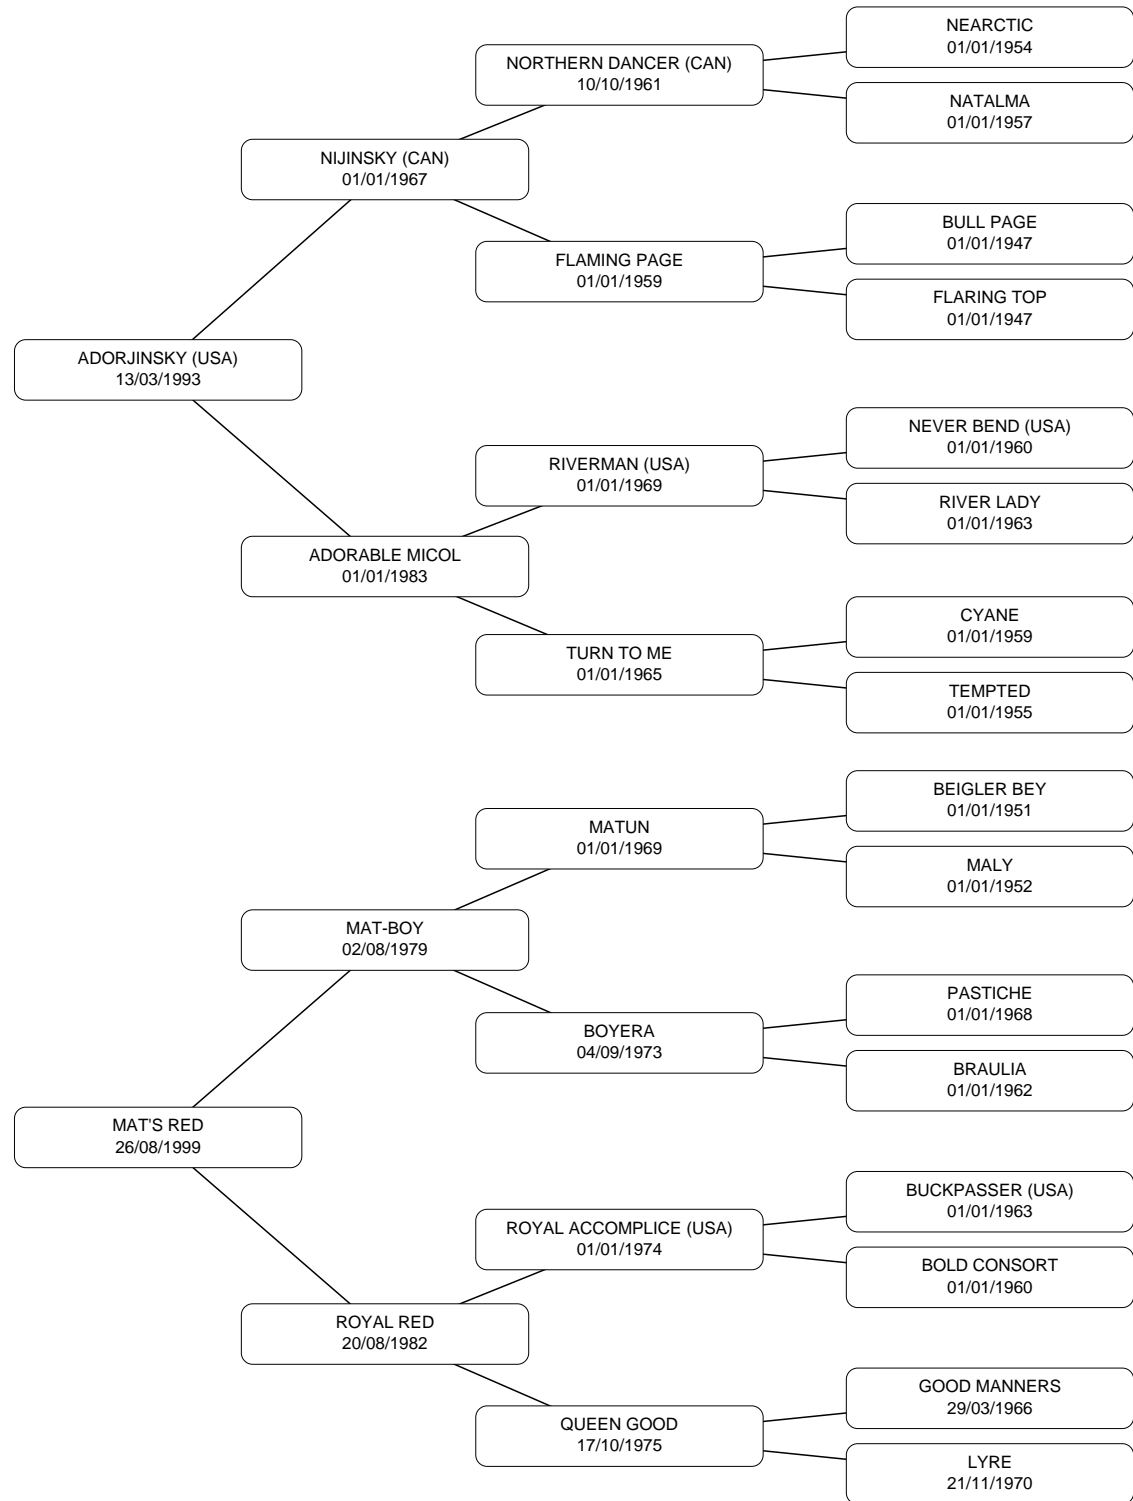 NEARCTIC
01/01/1954
NORTHERN DANCER (CAN)
10/10/1961
NATALMA
01/01/1957
NIJINSKY (CAN)
01/01/1967
BULL PAGE
01/01/1947
FLAMING PAGE
01/01/1959
FLARING TOP
01/01/1947
ADORJINSKY (USA)
13/03/1993
NEVER BEND (USA)
01/01/1960
RIVERMAN (USA)
01/01/1969
RIVER LADY
01/01/1963
ADORABLE MICOL
01/01/1983
CYANE
01/01/1959
TURN TO ME
01/01/1965
TEMPTED
01/01/1955
BEIGLER BEY
01/01/1951
MATUN
01/01/1969
MALY
01/01/1952
MAT-BOY
02/08/1979
PASTICHE
01/01/1968
BOYERA
04/09/1973
BRAULIA
01/01/1962
MAT'S RED
26/08/1999
BUCKPASSER (USA)
01/01/1963
ROYAL ACCOMPLICE (USA)
01/01/1974
BOLD CONSORT
01/01/1960
ROYAL RED
20/08/1982
GOOD MANNERS
29/03/1966
QUEEN GOOD
17/10/1975
LYRE
21/11/1970